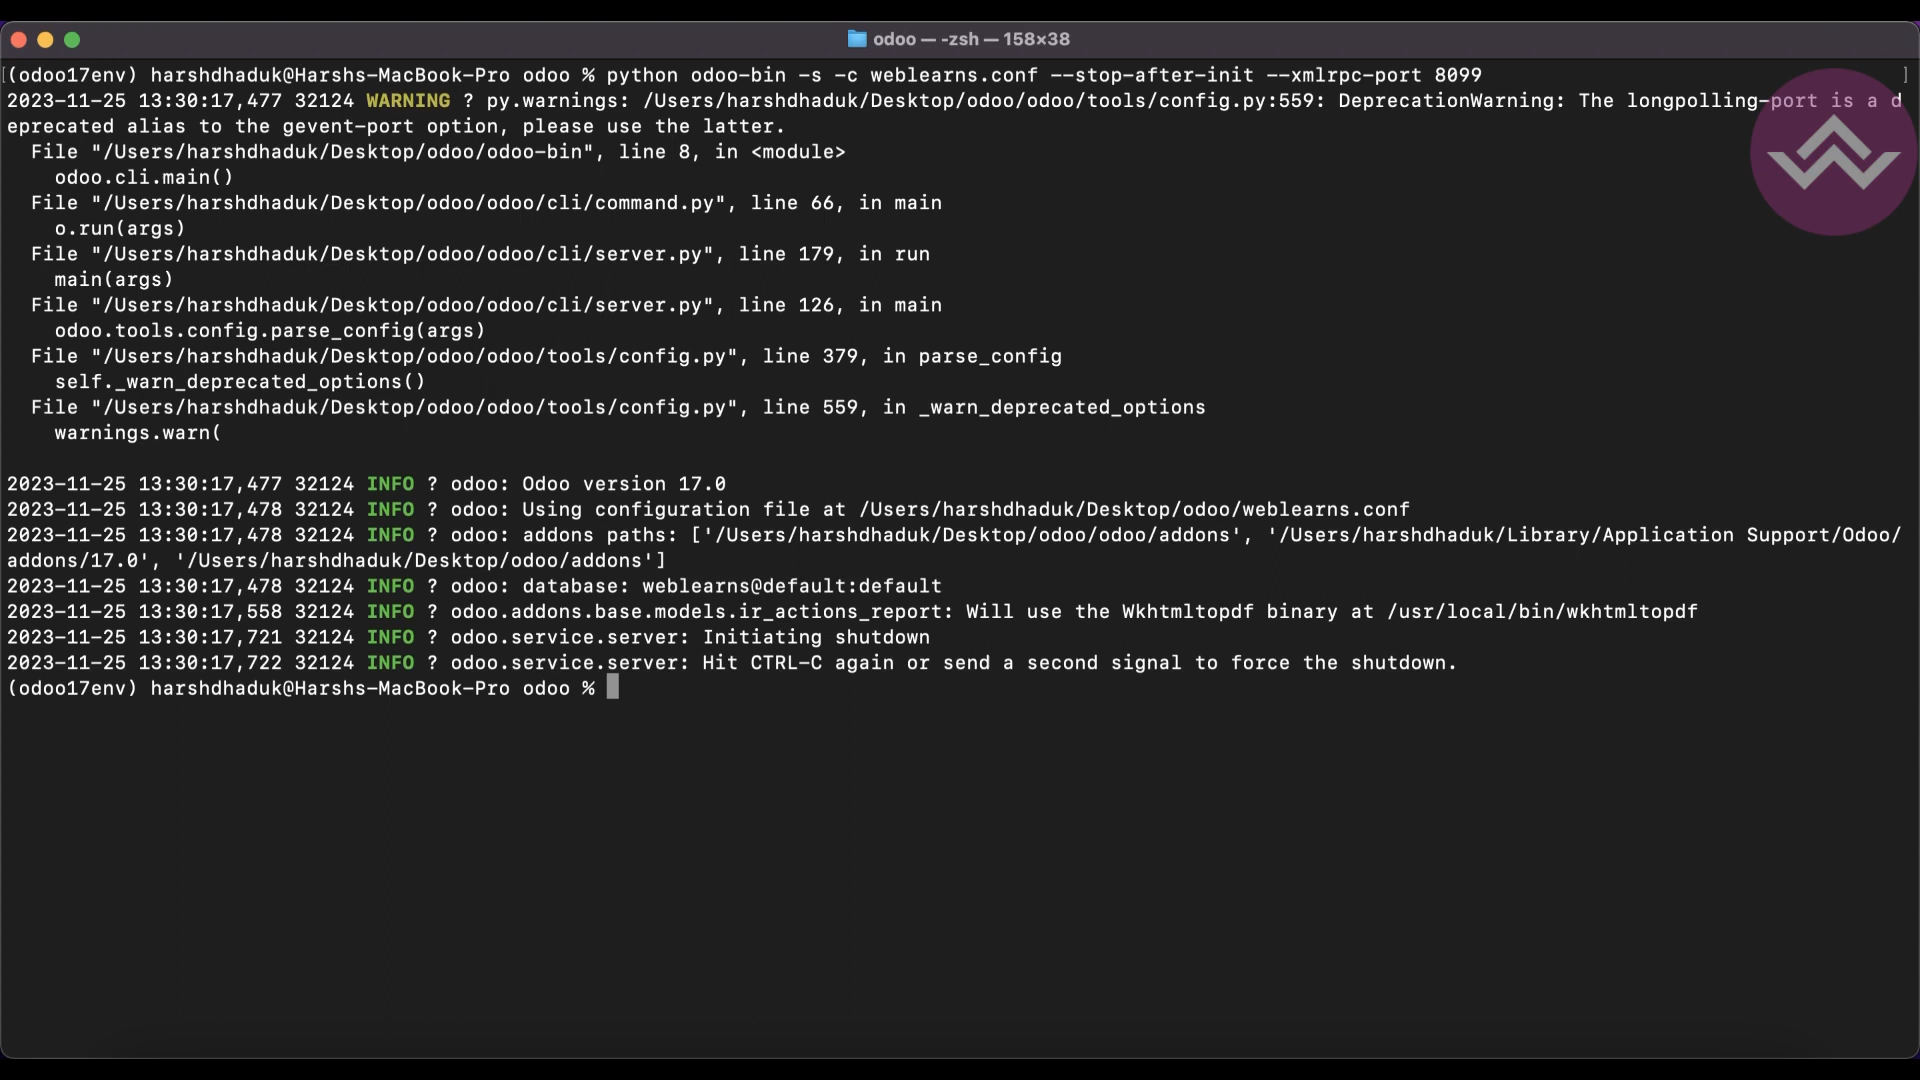 odoo — -zsh — 158×38
[(odoo17env) harshdhaduk@Harshs-MacBook-Pro odoo % python odoo-bin -s -c weblearns.conf --stop-after-init --xmlrpc-port 8099 ]
2023-11-25 13:30:17,477 32124 WARNING ? py.warnings: /Users/harshdhaduk/Desktop/odoo/odoo/tools/config.py:559: DeprecationWarning: The longpolling-port is a d
eprecated alias to the gevent-port option, please use the latter.
  File "/Users/harshdhaduk/Desktop/odoo/odoo-bin", line 8, in <module>
    odoo.cli.main()
  File "/Users/harshdhaduk/Desktop/odoo/odoo/cli/command.py", line 66, in main
    o.run(args)
  File "/Users/harshdhaduk/Desktop/odoo/odoo/cli/server.py", line 179, in run
    main(args)
  File "/Users/harshdhaduk/Desktop/odoo/odoo/cli/server.py", line 126, in main
    odoo.tools.config.parse_config(args)
  File "/Users/harshdhaduk/Desktop/odoo/odoo/tools/config.py", line 379, in parse_config
    self._warn_deprecated_options()
  File "/Users/harshdhaduk/Desktop/odoo/odoo/tools/config.py", line 559, in _warn_deprecated_options
    warnings.warn(
2023-11-25 13:30:17,477 32124 INFO ? odoo: Odoo version 17.0
2023-11-25 13:30:17,478 32124 INFO ? odoo: Using configuration file at /Users/harshdhaduk/Desktop/odoo/weblearns.conf
2023-11-25 13:30:17,478 32124 INFO ? odoo: addons paths: ['/Users/harshdhaduk/Desktop/odoo/odoo/addons', '/Users/harshdhaduk/Library/Application Support/Odoo/
addons/17.0', '/Users/harshdhaduk/Desktop/odoo/addons']
2023-11-25 13:30:17,478 32124 INFO ? odoo: database: weblearns@default:default
2023-11-25 13:30:17,558 32124 INFO ? odoo.addons.base.models.ir_actions_report: Will use the Wkhtmltopdf binary at /usr/local/bin/wkhtmltopdf
2023-11-25 13:30:17,721 32124 INFO ? odoo.service.server: Initiating shutdown
2023-11-25 13:30:17,722 32124 INFO ? odoo.service.server: Hit CTRL-C again or send a second signal to force the shutdown.
(odoo17env) harshdhaduk@Harshs-MacBook-Pro odoo %